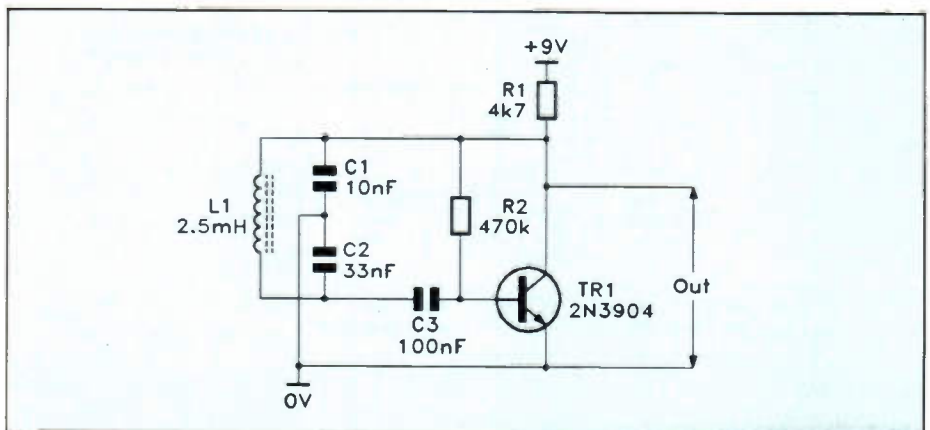 +9V
R1
4k7
C1
10nF
L1
2.5mH
R2
470k
C2
33nF
TR1
2N3904
Out
C3
100nF
0V